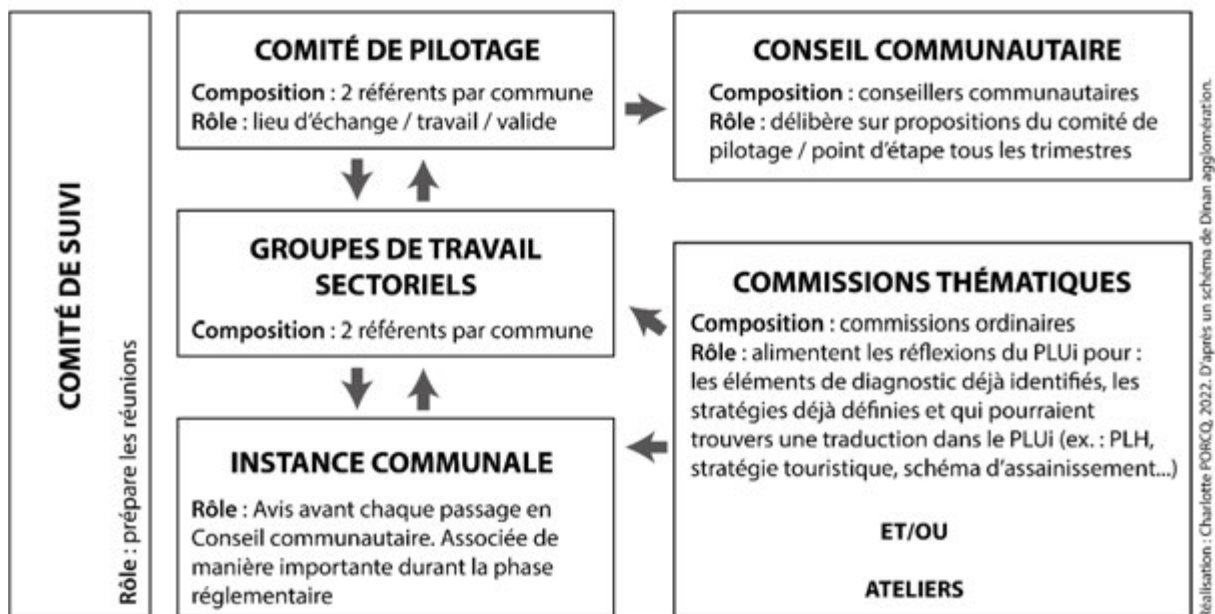 COMITÉ DE SUIVI
Rôle : prépare les réunions
COMITÉ DE PILOTAGE
Composition : 2 référents par commune
Rôle : lieu d'échange / travail / valide
CONSEIL COMMUNAUTAIRE
Composition : conseillers communautaires
Rôle : délibère sur propositions du comité de
pilotage / point d'étape tous les trimestres
GROUPES DE TRAVAIL
SECTORIELS
Composition : 2 référents par commune
COMMISSIONS THÉMATIQUES
Composition : commissions ordinaires
Rôle : alimentent les réflexions du PLUi pour :
les éléments de diagnostic déjà identifiés, les
stratégies déjà définies et qui pourraient
trouvers une traduction dans le PLUi (ex. : PLH,
stratégie touristique, schéma d'assainissement...)
ET/OU
ATELIERS
INSTANCE COMMUNALE
Rôle : Avis avant chaque passage en
Conseil communautaire. Associée de
manière importante durant la phase
réglementaire
Réalisation : Charlotte PORCQ, 2022. D'après un schéma de Dinan agglomération.